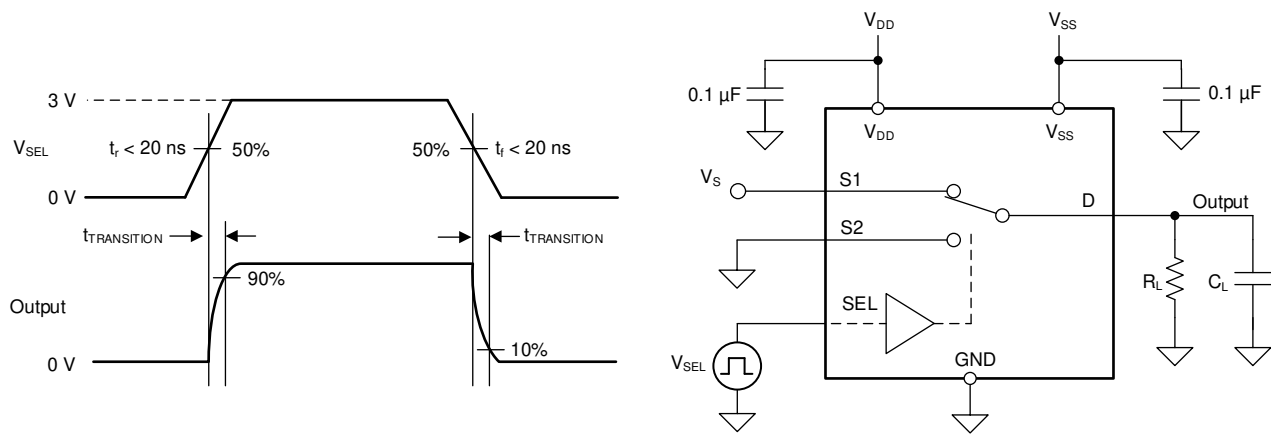 3 V
V_SEL
t_r < 20 ns
50%
50%
t_f < 20 ns
0 V
t_TRANSITION
t_TRANSITION
90%
Output
10%
0 V
V_DD
V_SS
0.1 µF
0.1 µF
V_DD
V_SS
V_S
S1
D
Output
S2
R_L
C_L
SEL
V_SEL
GND